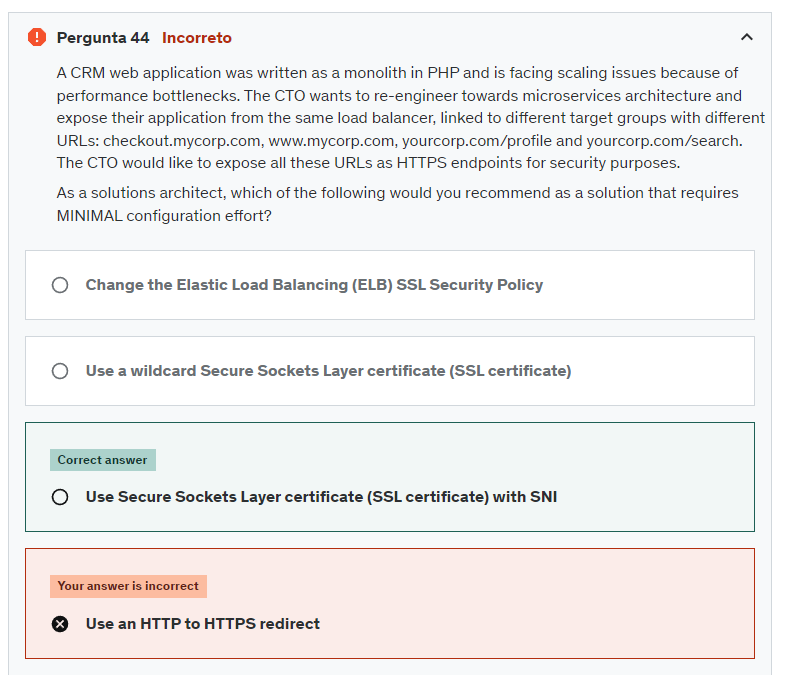 Pergunta 44 Incorreto
A CRM web application was written as a monolith in PHP and is facing scaling issues because of
performance bottlenecks. The CTO wants to re-engineer towards microservices architecture and
expose their application from the same load balancer, linked to different target groups with different
URLs: checkout.mycorp.com, www.mycorp.com, yourcorp.com/profile and yourcorp.com/search.
The CTO would like to expose all these URLs as HTTPS endpoints for security purposes.
As a solutions architect, which of the following would you recommend as a solution that requires
MINIMAL configuration effort?
Change the Elastic Load Balancing (ELB) SSL Security Policy
Use a wildcard Secure Sockets Layer certificate (SSL certificate)
Correct answer
Use Secure Sockets Layer certificate (SSL certificate) with SNI
Your answer is incorrect
Use an HTTP to HTTPS redirect